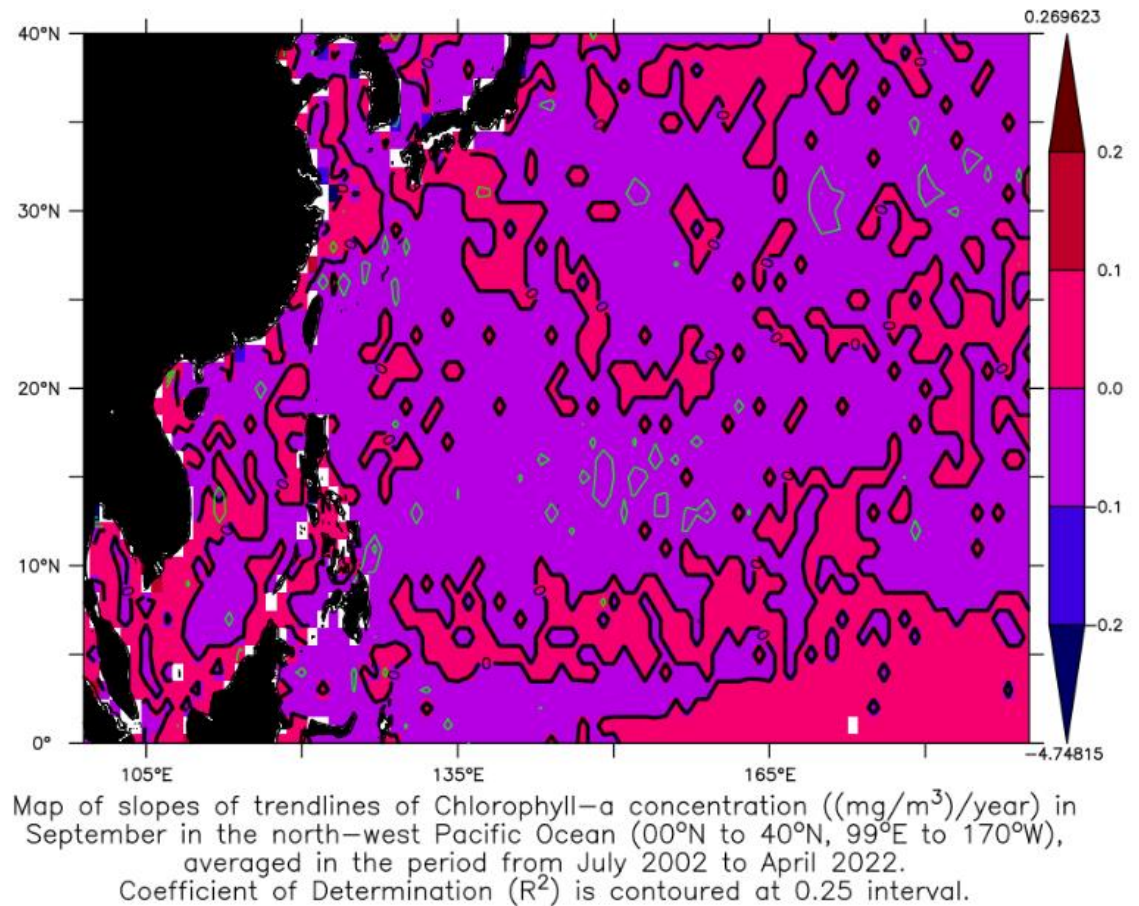 0.269623
40°N
0.2
30°N
0.1
20°N
0.0
-0.1
10°N
-0.2
0°
-4.74815
105°E 135°E 165°E
Map of slopes of trendlines of Chlorophyll-a concentration ((mg/m³)/year) in
September in the north-west Pacific Ocean (00°N to 40°N, 99°E to 170°W),
averaged in the period from July 2002 to April 2022.
Coefficient of Determination (R²) is contoured at 0.25 interval.